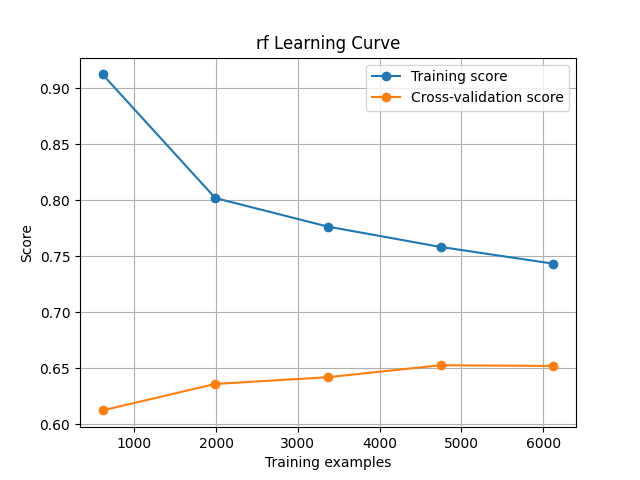 rf Learning Curve
Training score
Cross-validation score
0.90
0.85
0.80
0.75
0.70
0.65
0.60
Score
1000
2000
3000
4000
5000
6000
Training examples